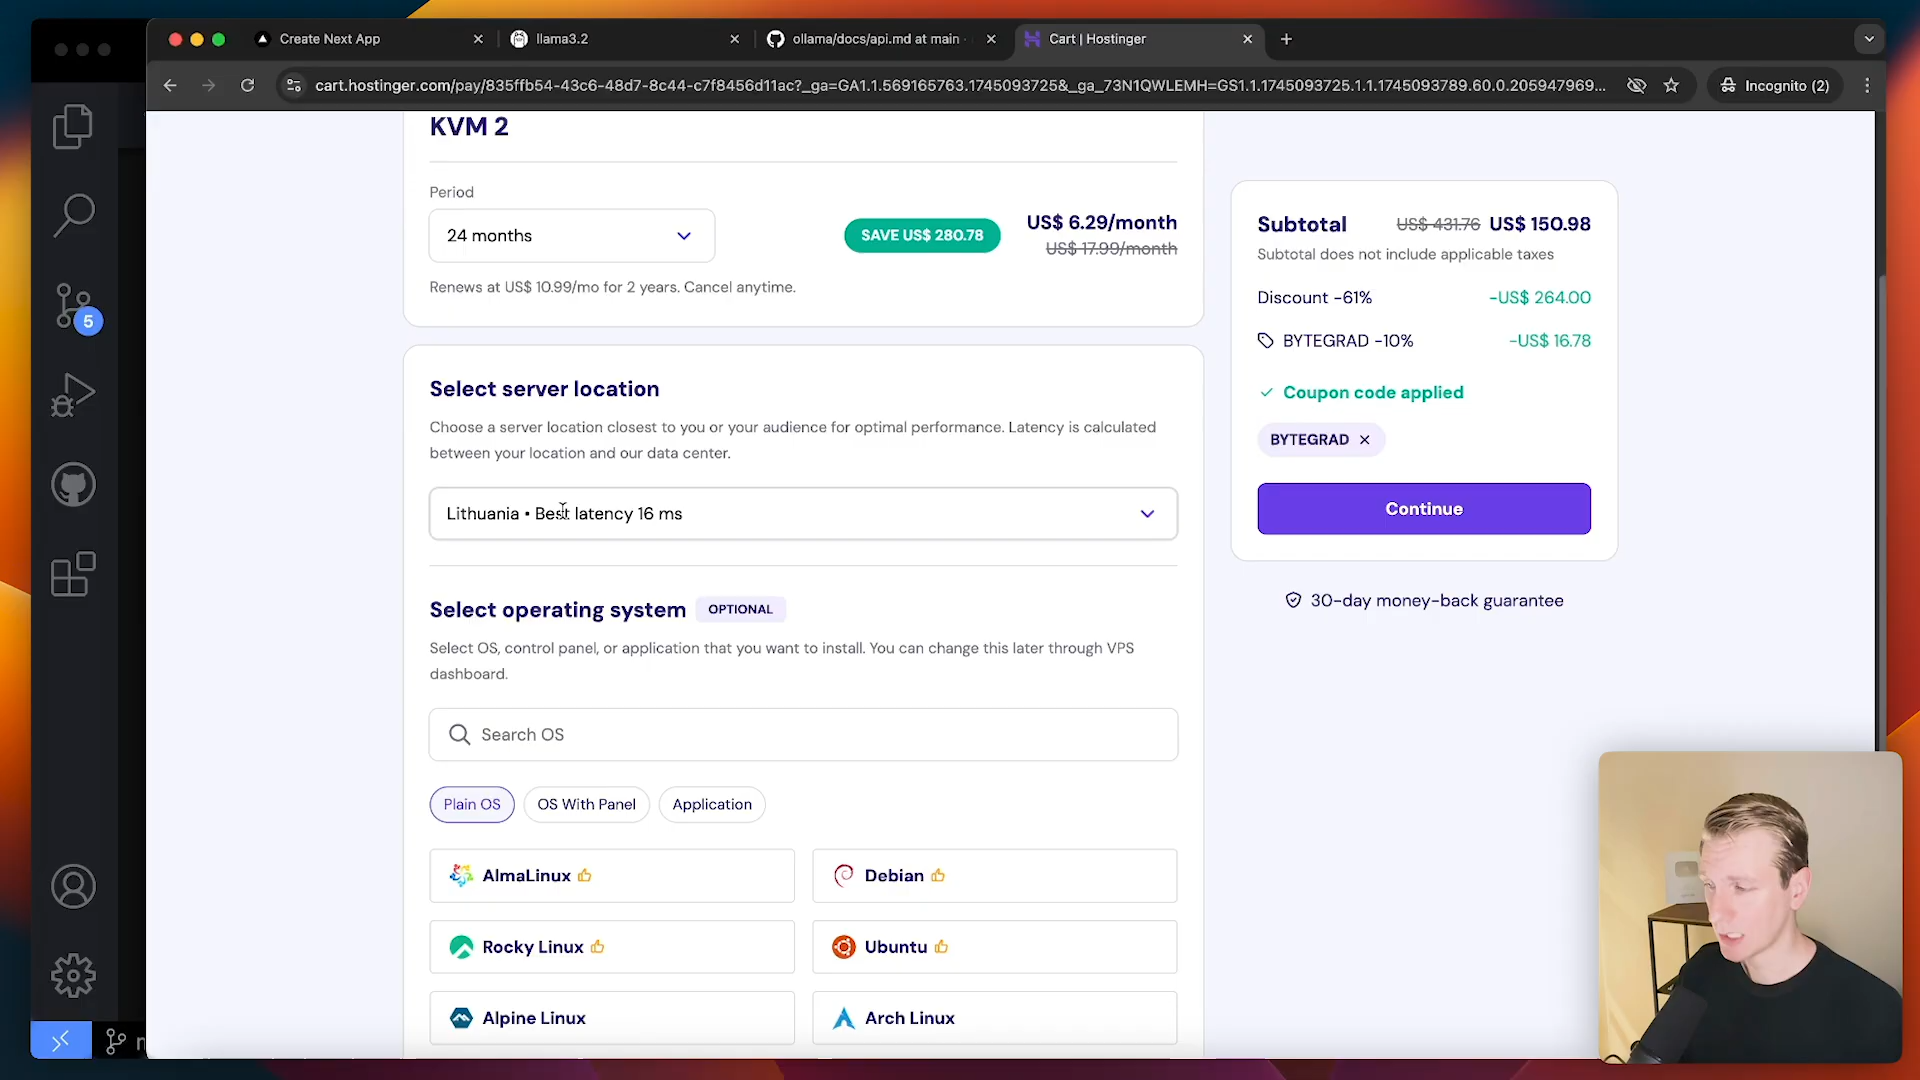 Create Next App
llama3.2
ollama/docs/api.md at main ·
Cart | Hostinger
cart.hostinger.com/pay/835ffb54-43c6-48d7-8c44-c7f8456d11ac?_ga=GA1.1.569165763.1745093725&_ga_73N1QWLEMH=GS1.1.1745093725.1.1.1745093789.60.0.205947969...
Incognito (2)
KVM 2
Period
24 months
SAVE US$ 280.78
US$ 6.29/month
US$ 17.99/month
Renews at US$ 10.99/mo for 2 years. Cancel anytime.
Select server location
Choose a server location closest to you or your audience for optimal performance. Latency is calculated
between your location and our data center.
Lithuania • Best latency 16 ms
Select operating system OPTIONAL
Select OS, control panel, or application that you want to install. You can change this later through VPS
dashboard.
Search OS
Plain OS
OS With Panel
Application
AlmaLinux
Debian
Rocky Linux
Ubuntu
Alpine Linux
Arch Linux
Subtotal US$ 431.76 US$ 150.98
Subtotal does not include applicable taxes
Discount -61% -US$ 264.00
BYTEGRAD -10% -US$ 16.78
Coupon code applied
BYTEGRAD
Continue
30-day money-back guarantee
5